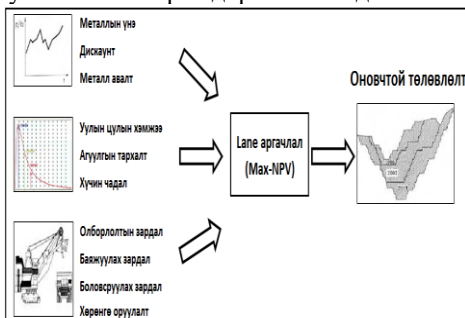 Металлын үнэ
Дискаунт
Металл авалт
Уулын цулын хэмжээ
Агуулгын тархалт
Хүчин чадал
Олборлолтын зардал
Баяжуулах зардал
Боловсруулах зардал
Хөрөнгө оруулалт
Lane аргачлал
(Max-NPV)
Оновчтой төлөвлөлт